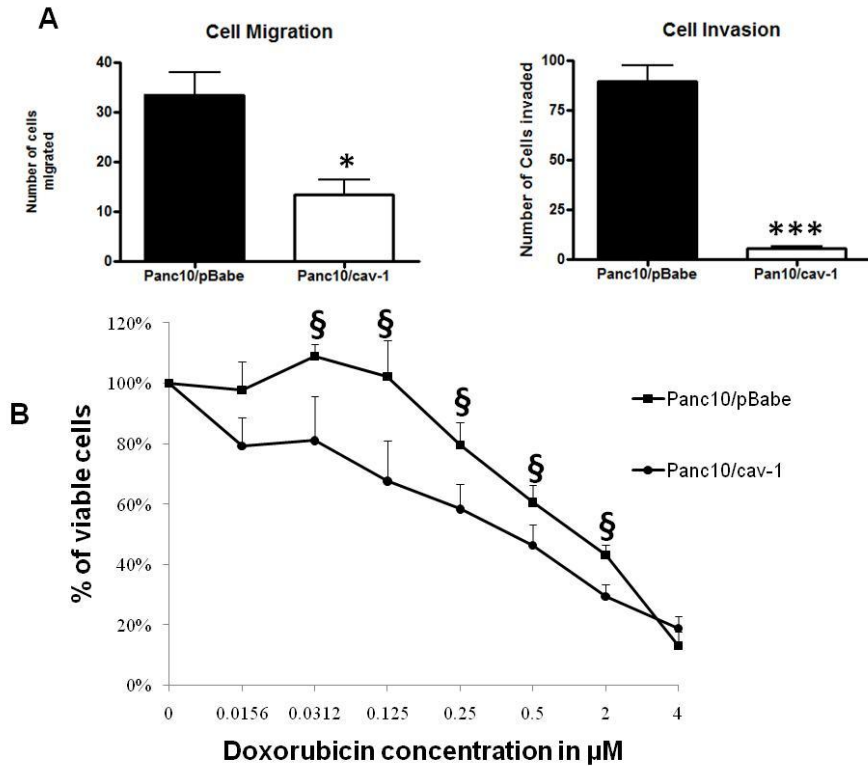 A
Cell Migration
Number of cells
migrated
40
30
20
10
0
*
Panc10/pBabe
Panc10/cav-1
Cell Invasion
Number of Cells invaded
100
75
50
25
0
***
Panc10/pBabe
Pan10/cav-1
B
% of viable cells
120%
100%
80%
60%
40%
20%
0%
§ § § § §
Panc10/pBabe
Panc10/cav-1
0 0.0156 0.0312 0.125 0.25 0.5 2 4
Doxorubicin concentration in µM